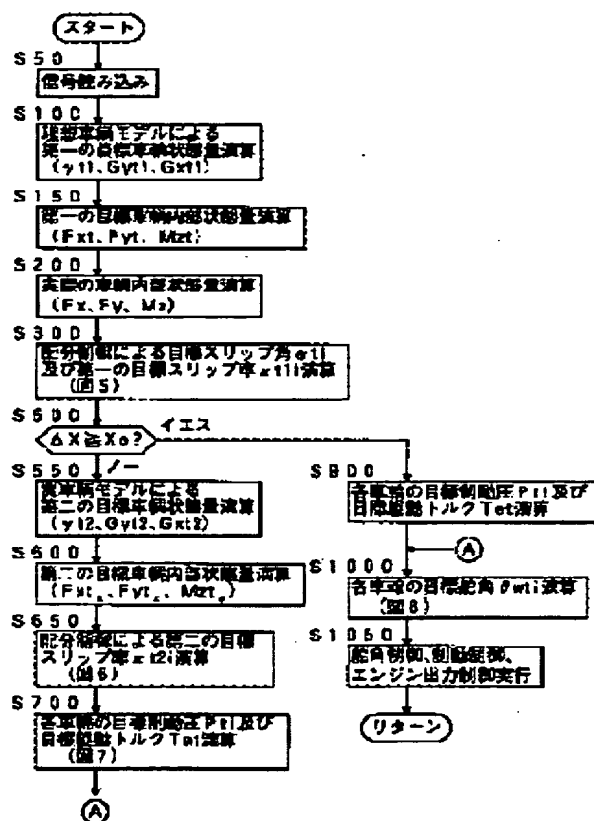 スタート
S50
信号読み込み
S100
理想車輌モデルによる
第一の目標車輌状態量演算
(γt1、Gyt1、Gxt1)
S150
第一の目標車輌内部状態量演算
(Fxt、Fyt、Mzt)
S200
実際の車輌内部状態量演算
(Fx、Fy、Mz)
S300
配分制御による目標スリップ角αti
及び第一の目標スリップ率κt1i演算
(図5)
S500
ΔX≧Xo?
イエス
ノー
S550
実車輌モデルによる
第二の目標車輌状態量演算
(γt2、Gyt2、Gxt2)
S600
第二の目標車輌内部状態量演算
(Fxt、Fyt、Mzt)
S650
配分制御による第二の目標
スリップ率κt2i演算
(図6)
S700
各車輪の目標制動圧Pti及び
目標駆動トルクTet演算
(図7)
A
S900
各車輪の目標制動圧Pti及び
目標駆動トルクTet演算
A
S1000
各車輪の目標舵角θwti演算
(図8)
S1050
舵角制御、制動制御、
エンジン出力制御実行
リターン